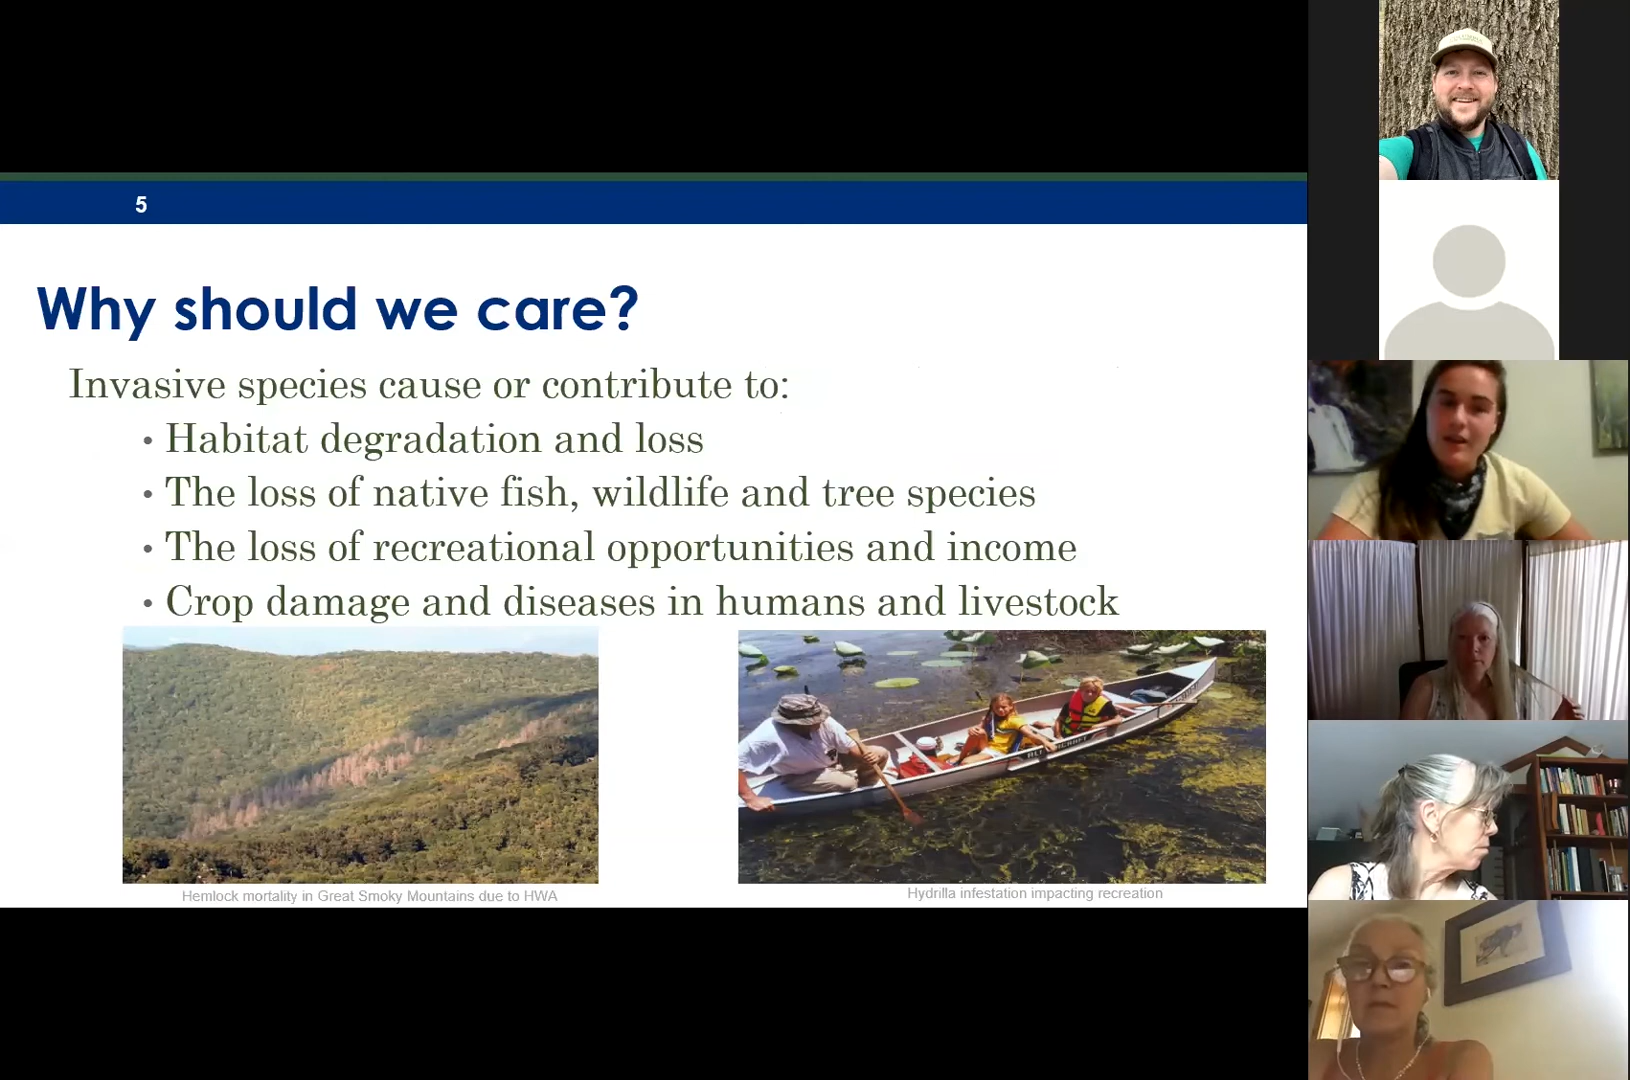 5
Why should we care?
Invasive species cause or contribute to:
• Habitat degradation and loss
• The loss of native fish, wildlife and tree species
• The loss of recreational opportunities and income
• Crop damage and diseases in humans and livestock
Hemlock mortality in Great Smoky Mountains due to HWA
Hydrilla infestation impacting recreation